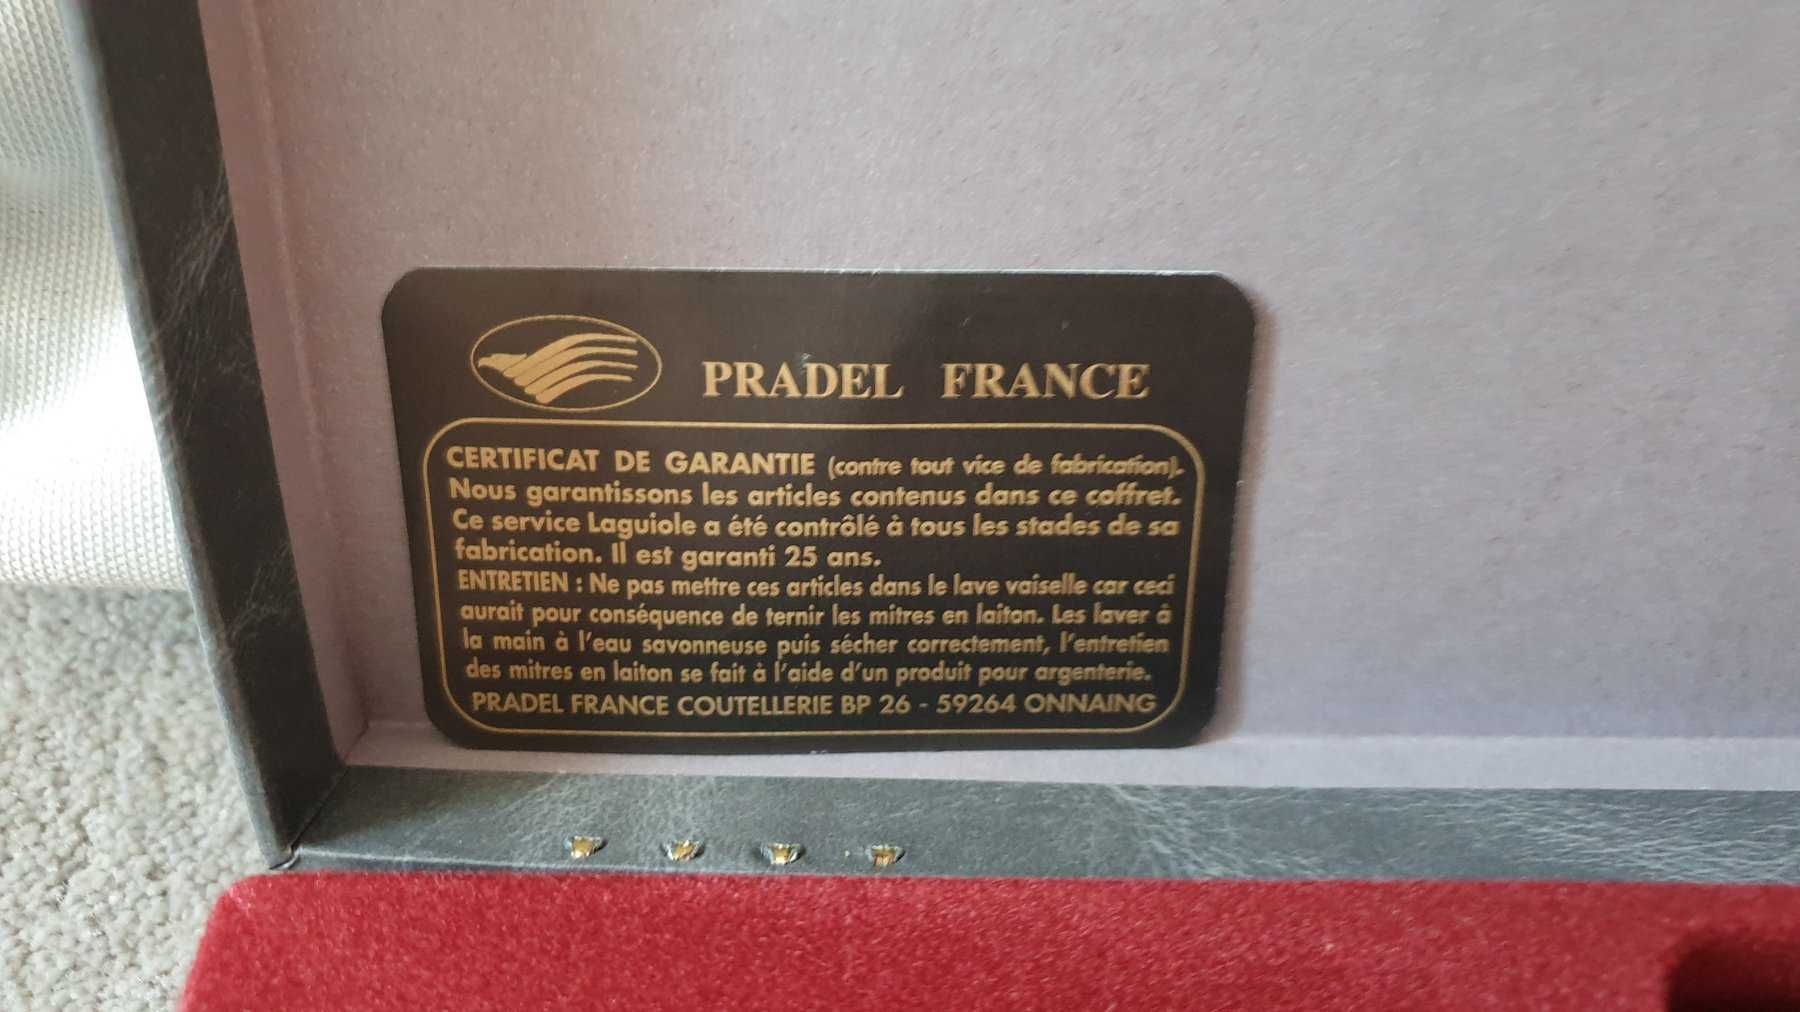 PRADEL FRANCE
CERTIFICAT DE GARANTIE (contre tout vice de fabrication).
Nous garantissons les articles contenus dans ce coffret.
Ce service Laguiole a été contrôlé à tous les stades de sa
fabrication. Il est garanti 25 ans.
ENTRETIEN : Ne pas mettre ces articles dans le lave vaiselle car ceci
aurait pour conséquence de ternir les mitres en laiton. Les laver à
la main à l'eau savonneuse puis sécher correctement, l'entretien
des mitres en laiton se fait à l'aide d'un produit pour argenterie.
PRADEL FRANCE COUTELLERIE BP 26 - 59264 ONNAING